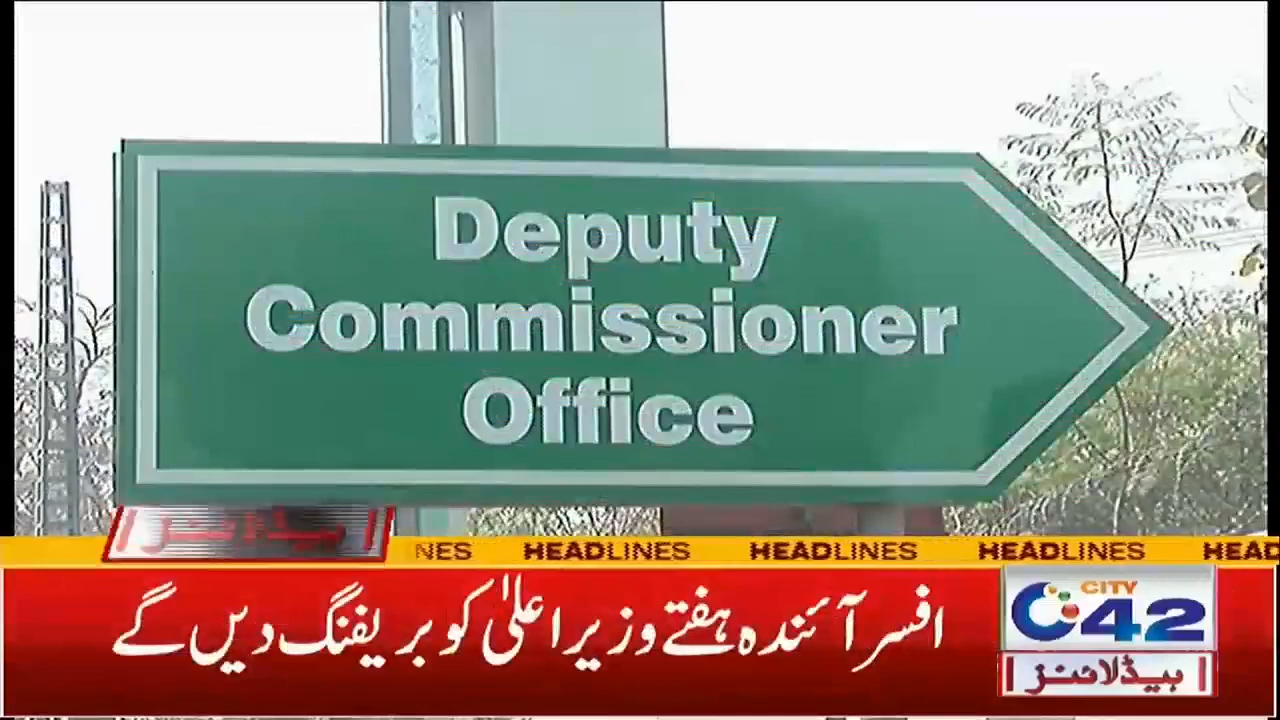 Deputy
Commissioner
Office
ہیڈلائنز
NES HEADLINES HEADLINES HEADLINES HEAD
افسر آئندہ ہفتے وزیراعلیٰ کو بریفنگ دیں گے
CITY
42
ہیڈلائنز